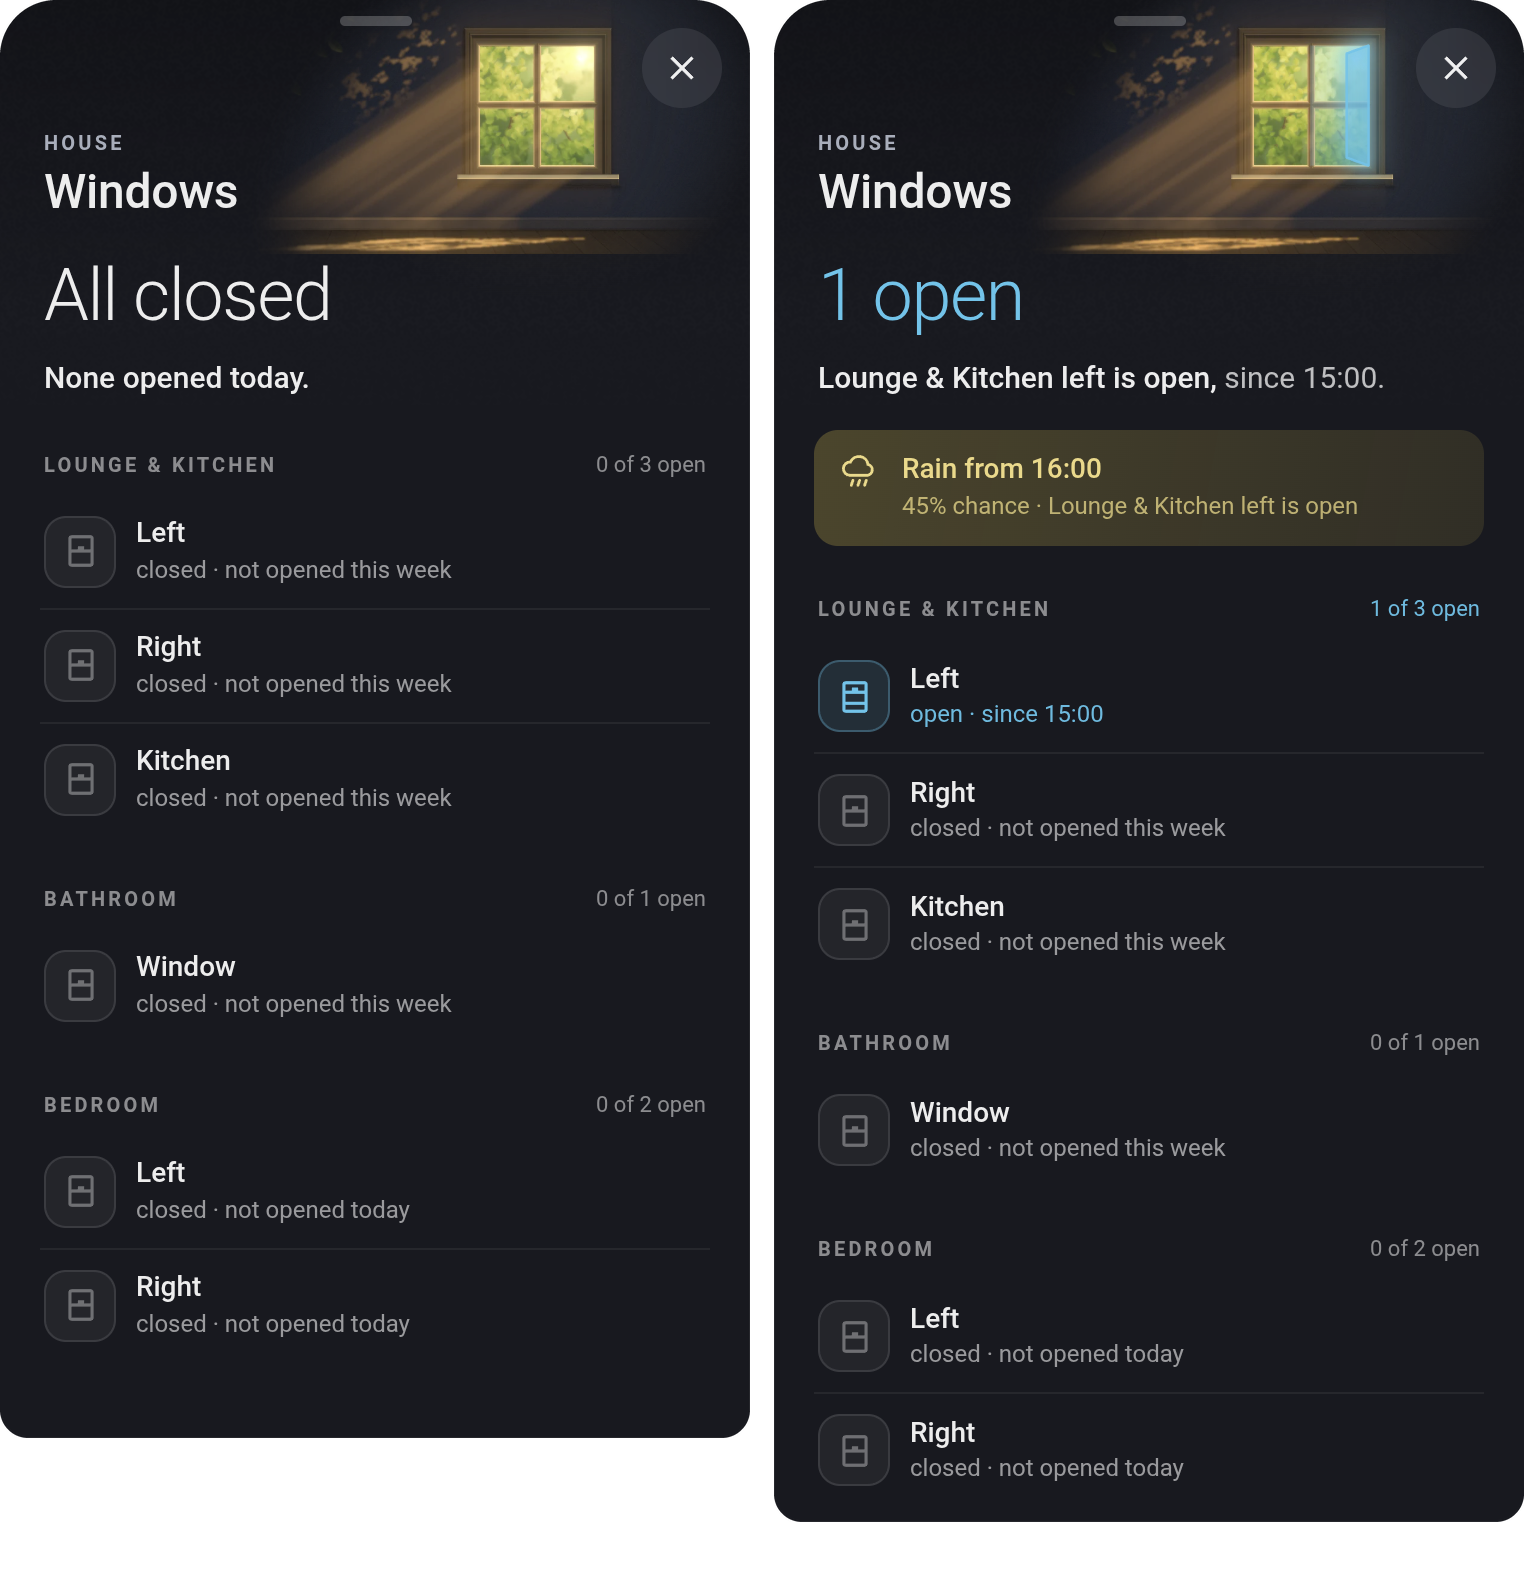 HOUSE
Windows
All closed
None opened today.
LOUNGE & KITCHEN 0 of 3 open
Left
closed · not opened this week
Right
closed · not opened this week
Kitchen
closed · not opened this week
BATHROOM 0 of 1 open
Window
closed · not opened this week
BEDROOM 0 of 2 open
Left
closed · not opened today
Right
closed · not opened today
HOUSE
Windows
1 open
Lounge & Kitchen left is open, since 15:00.
Rain from 16:00
45% chance · Lounge & Kitchen left is open
LOUNGE & KITCHEN 1 of 3 open
Left
open · since 15:00
Right
closed · not opened this week
Kitchen
closed · not opened this week
BATHROOM 0 of 1 open
Window
closed · not opened this week
BEDROOM 0 of 2 open
Left
closed · not opened today
Right
closed · not opened today